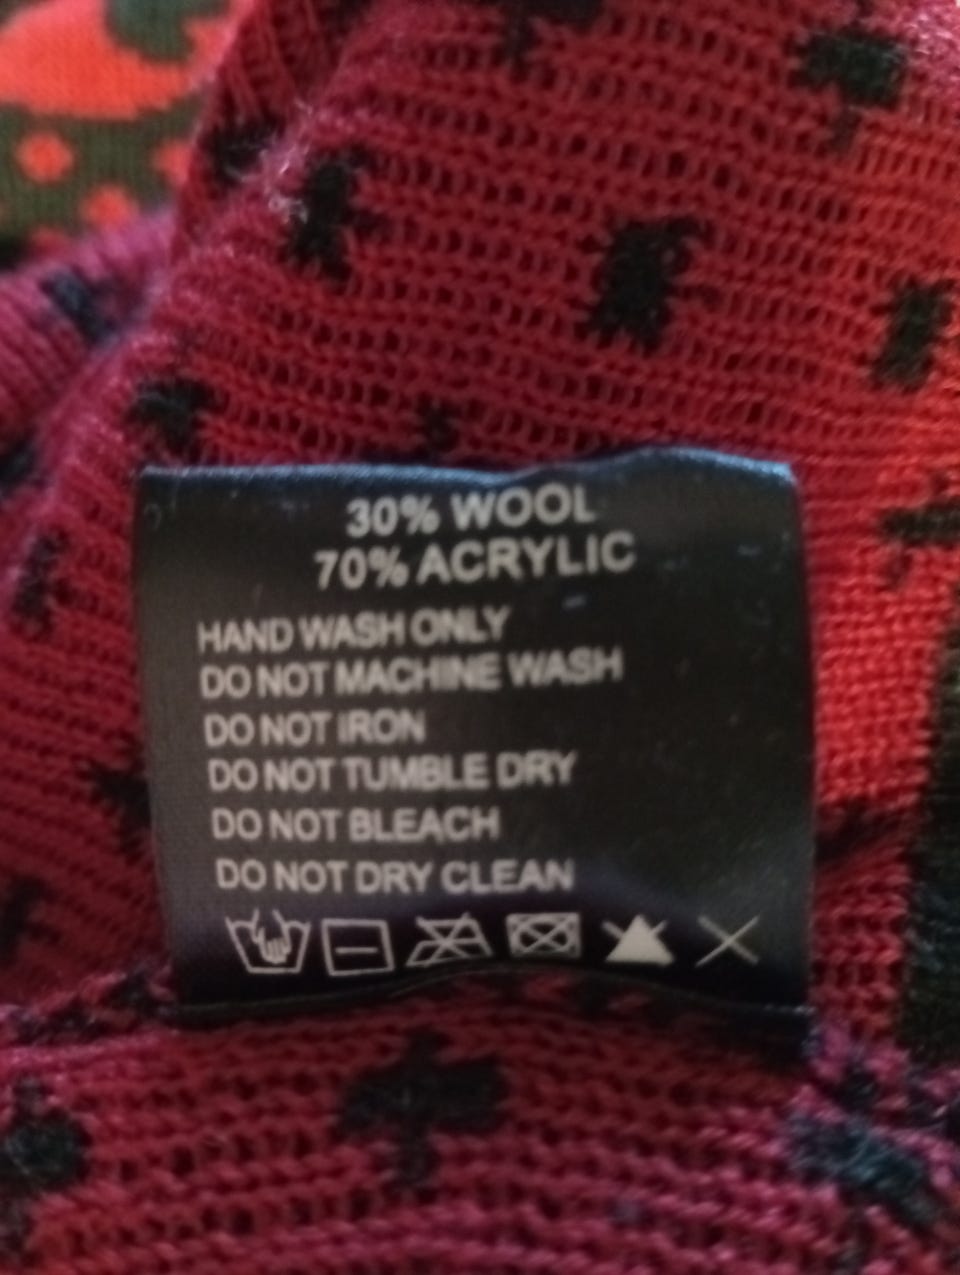 30% WOOL
70% ACRYLIC
HAND WASH ONLY
DO NOT MACHINE WASH
DO NOT IRON
DO NOT TUMBLE DRY
DO NOT BLEACH
DO NOT DRY CLEAN